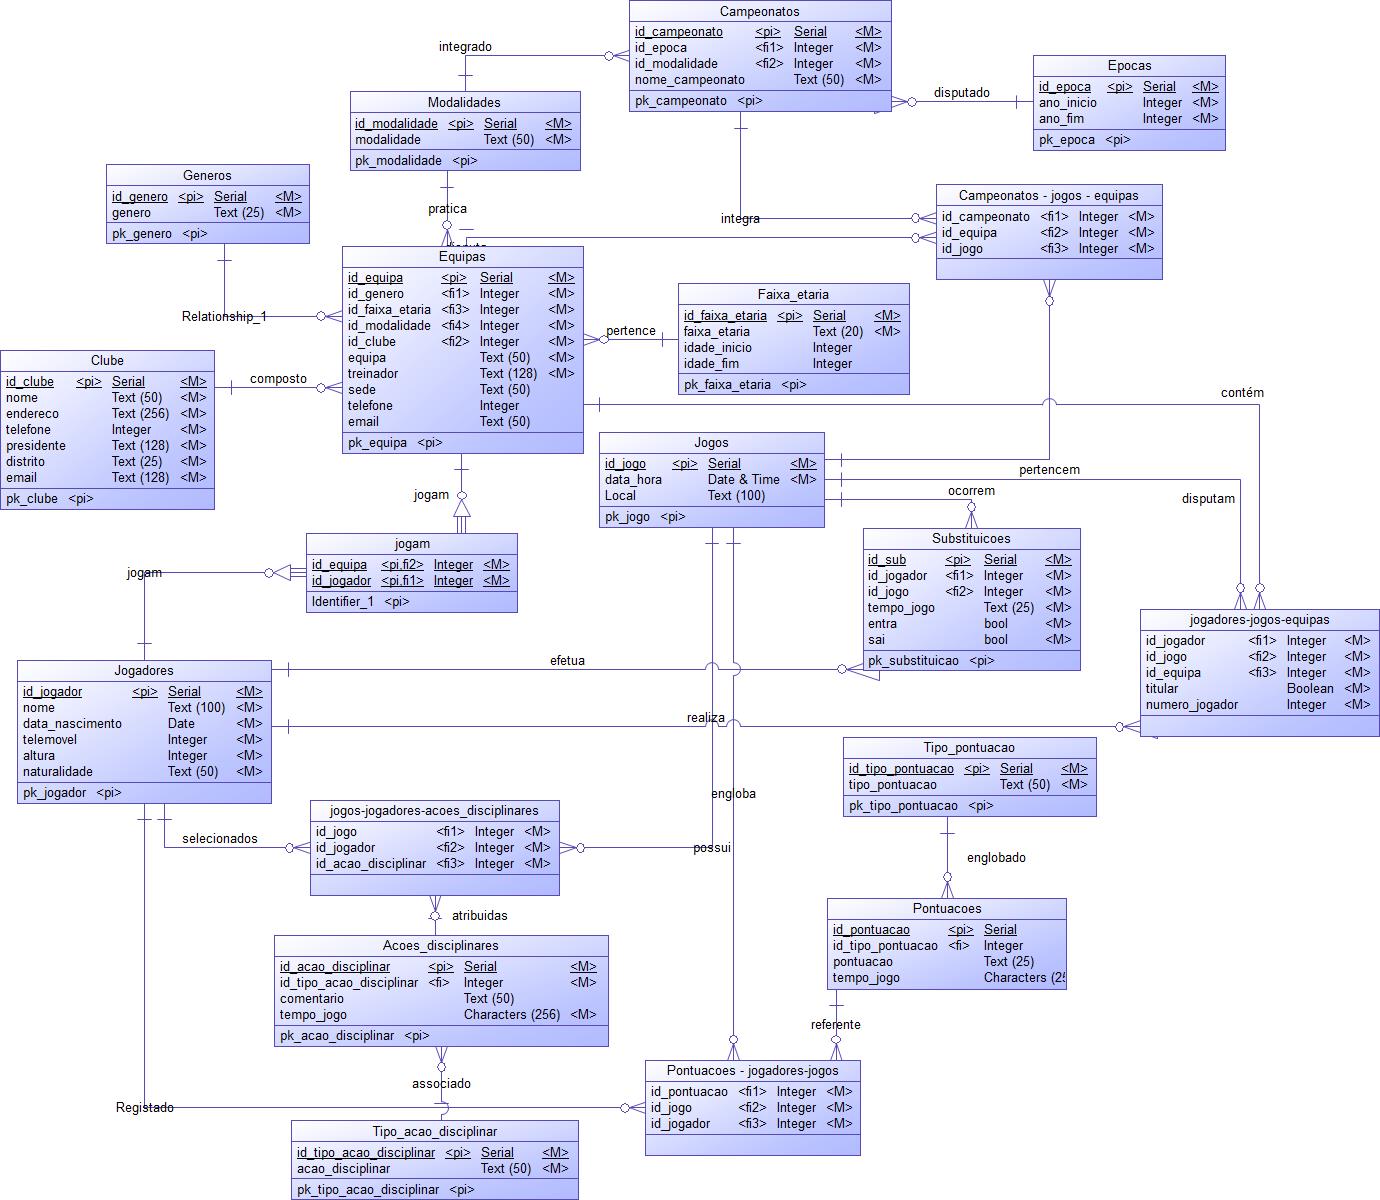 Campeonatos
id_campeonato <pi> Serial <M>
id_epoca <fi1> Integer <M>
id_modalidade <fi2> Integer <M>
nome_campeonato Text (50) <M>
pk_campeonato <pi>
integrado
disputado
Epocas
id_epoca <pi> Serial <M>
ano_inicio Integer <M>
ano_fim Integer <M>
pk_epoca <pi>
Modalidades
id_modalidade <pi> Serial <M>
modalidade Text (50) <M>
pk_modalidade <pi>
Generos
id_genero <pi> Serial <M>
genero Text (25) <M>
pk_genero <pi>
pratica
integra
Campeonatos - jogos - equipas
id_campeonato <fi1> Integer <M>
id_equipa <fi2> Integer <M>
id_jogo <fi3> Integer <M>
Equipas
id_equipa <pi> Serial <M>
id_genero <fi1> Integer <M>
id_faixa_etaria <fi3> Integer <M>
id_modalidade <fi4> Integer <M>
id_clube <fi2> Integer <M>
equipa Text (50) <M>
treinador Text (128) <M>
sede Text (50)
telefone Integer
email Text (50)
pk_equipa <pi>
Relationship_1
pertence
Faixa_etaria
id_faixa_etaria <pi> Serial <M>
faixa_etaria Text (20) <M>
idade_inicio Integer
idade_fim Integer
pk_faixa_etaria <pi>
Clube
id_clube <pi> Serial <M>
nome Text (50) <M>
endereco Text (256) <M>
telefone Integer <M>
presidente Text (128) <M>
distrito Text (25) <M>
email Text (128) <M>
pk_clube <pi>
composto
contém
Jogos
id_jogo <pi> Serial <M>
data_hora Date & Time <M>
Local Text (100)
pk_jogo <pi>
pertencem
ocorrem
disputam
jogam
jogam
id_equipa <pi,fi2> Integer <M>
id_jogador <pi,fi1> Integer <M>
Identifier_1 <pi>
jogam
Substituicoes
id_sub <pi> Serial <M>
id_jogador <fi1> Integer <M>
id_jogo <fi2> Integer <M>
tempo_jogo Text (25) <M>
entra bool <M>
sai bool <M>
pk_substituicao <pi>
jogadores-jogos-equipas
id_jogador <fi1> Integer <M>
id_jogo <fi2> Integer <M>
id_equipa <fi3> Integer <M>
titular Boolean <M>
numero_jogador Integer <M>
efetua
realiza
Jogadores
id_jogador <pi> Serial <M>
nome Text (100) <M>
data_nascimento Date <M>
telemovel Integer <M>
altura Integer <M>
naturalidade Text (50) <M>
pk_jogador <pi>
Tipo_pontuacao
id_tipo_pontuacao <pi> Serial <M>
tipo_pontuacao Text (50) <M>
pk_tipo_pontuacao <pi>
engloba
selecionados
jogos-jogadores-acoes_disciplinares
id_jogo <fi1> Integer <M>
id_jogador <fi2> Integer <M>
id_acao_disciplinar <fi3> Integer <M>
possui
englobado
atribuidas
Pontuacoes
id_pontuacao <pi> Serial
id_tipo_pontuacao <fi> Integer
pontuacao Text (25)
tempo_jogo Characters (25
Acoes_disciplinares
id_acao_disciplinar <pi> Serial <M>
id_tipo_acao_disciplinar <fi> Integer <M>
comentario Text (50)
tempo_jogo Characters (256) <M>
pk_acao_disciplinar <pi>
referente
associado
Registado
Pontuacoes - jogadores-jogos
id_pontuacoes <fi1> Integer <M>
id_jogo <fi2> Integer <M>
id_jogador <fi3> Integer <M>
Tipo_acao_disciplinar
id_tipo_acao_disciplinar <pi> Serial <M>
acao_disciplinar Text (50) <M>
pk_tipo_acao_disciplinar <pi>